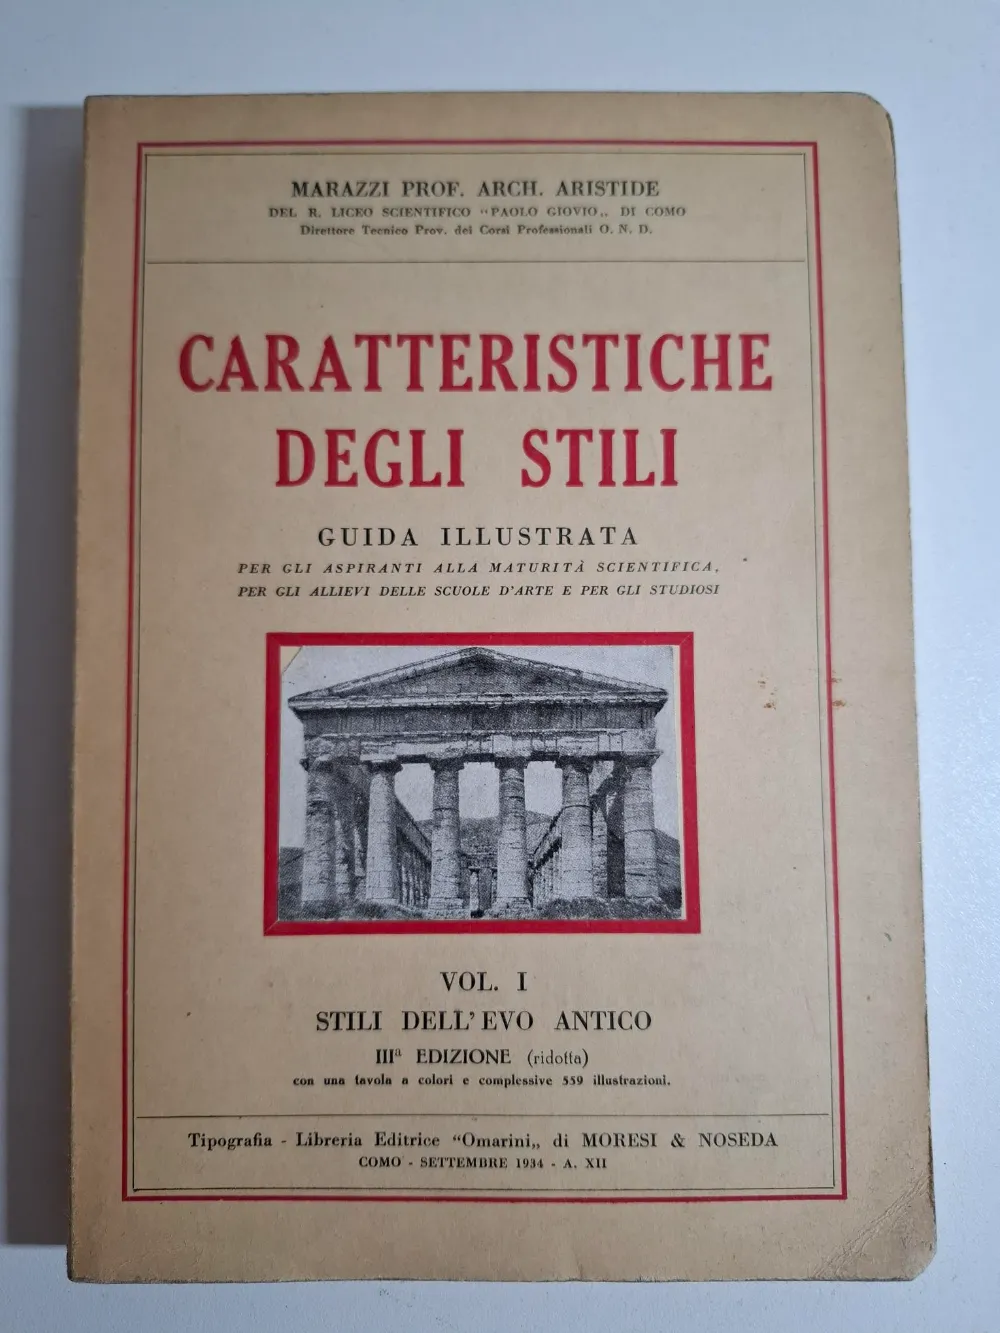 MARAZZI PROF. ARCH. ARISTIDE
DEL R. LICEO SCIENTIFICO "PAOLO GIOVIO„ DI COMO
Direttore Tecnico Prov. dei Corsi Professionali O. N. D.
CARATTERISTICHE
DEGLI STILI
GUIDA ILLUSTRATA
PER GLI ASPIRANTI ALLA MATURITÀ SCIENTIFICA,
PER GLI ALLIEVI DELLE SCUOLE D'ARTE E PER GLI STUDIOSI
VOL. I
STILI DELL'EVO ANTICO
IIIª EDIZIONE (ridotta)
con una tavola a colori e complessive 559 illustrazioni.
Tipografia - Libreria Editrice "Omarini„ di MORESI & NOSEDA
COMO - SETTEMBRE 1934 - A. XII